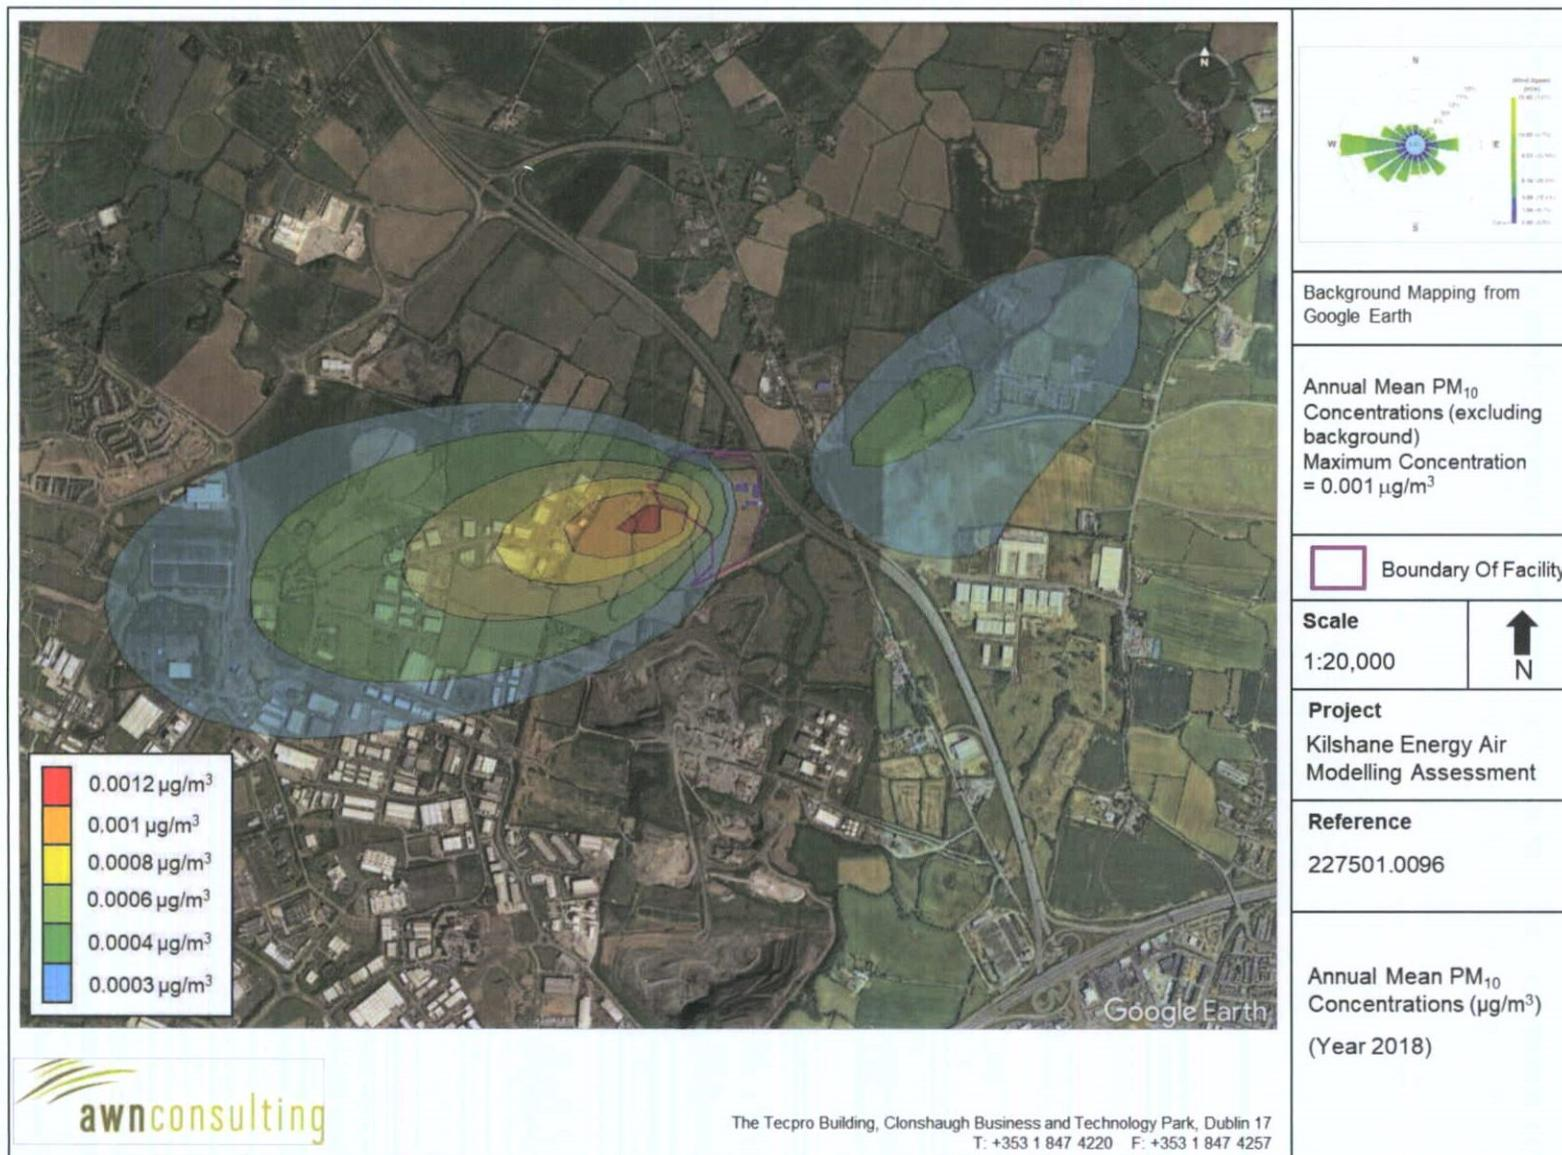 N
N
W
E
S
Background Mapping from
Google Earth
Annual Mean PM₁₀
Concentrations (excluding
background)
Maximum Concentration
= 0.001 µg/m³
Boundary Of Facility
Scale
1:20,000
N
Project
Kilshane Energy Air
Modelling Assessment
Reference
227501.0096
Annual Mean PM₁₀
Concentrations (µg/m³)
(Year 2018)
0.0012 µg/m³
0.001 µg/m³
0.0008 µg/m³
0.0006 µg/m³
0.0004 µg/m³
0.0003 µg/m³
Google Earth
awnconsulting
The Tecpro Building, Clonshaugh Business and Technology Park, Dublin 17
T: +353 1 847 4220 F: +353 1 847 4257